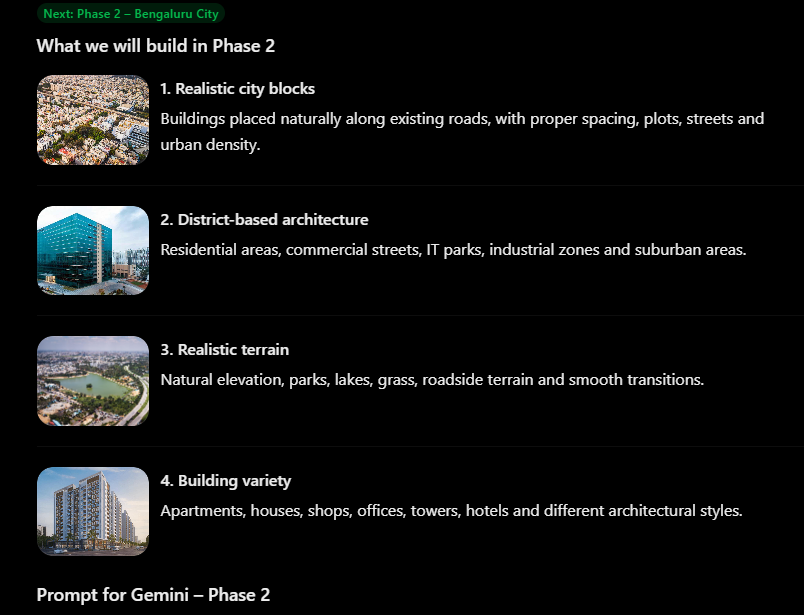 Next: Phase 2 – Bengaluru City
What we will build in Phase 2
1. Realistic city blocks
Buildings placed naturally along existing roads, with proper spacing, plots, streets and
urban density.
2. District-based architecture
Residential areas, commercial streets, IT parks, industrial zones and suburban areas.
3. Realistic terrain
Natural elevation, parks, lakes, grass, roadside terrain and smooth transitions.
4. Building variety
Apartments, houses, shops, offices, towers, hotels and different architectural styles.
Prompt for Gemini – Phase 2